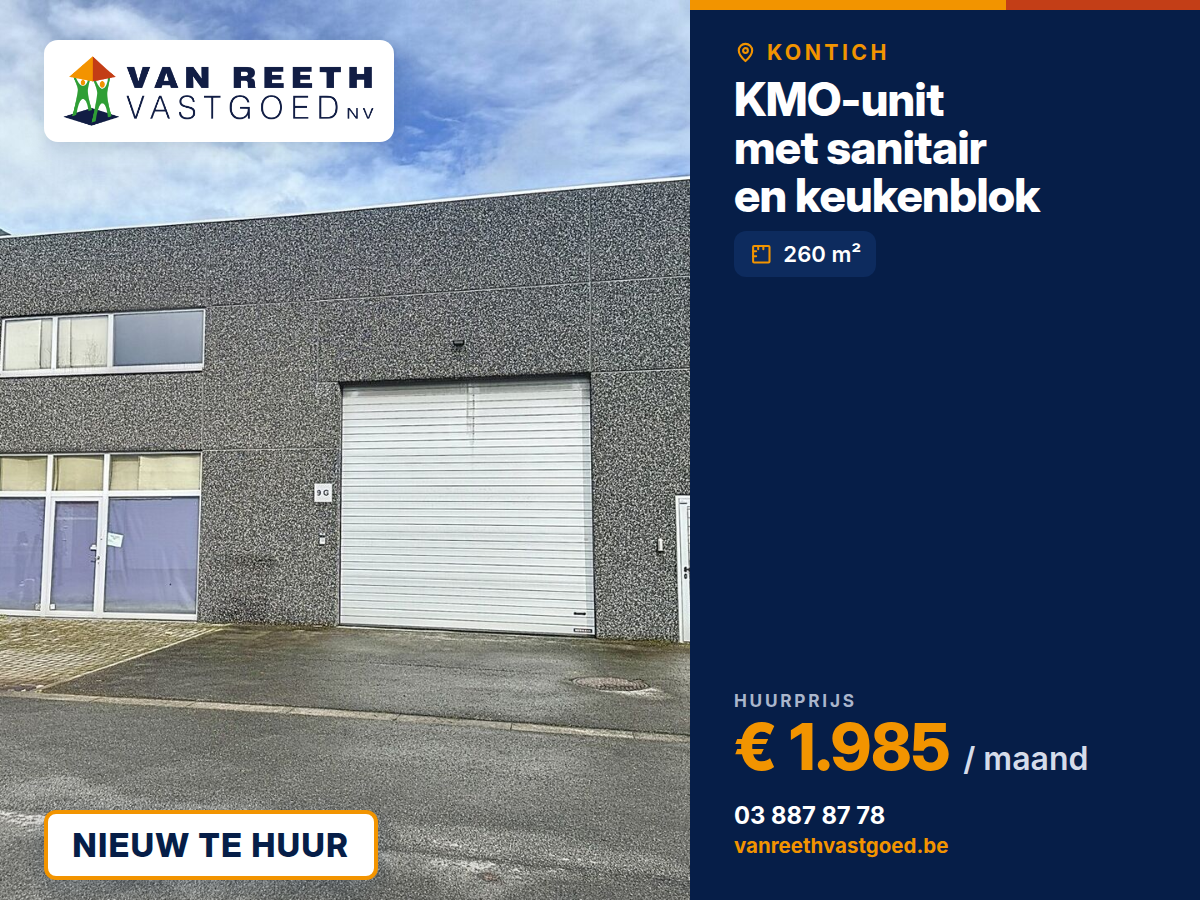 VAN REETH
VASTGOED NV
KONTICH
KMO-unit
met sanitair
en keukenblok
260 m²
9 G
HUURPRIJS
€ 1.985 / maand
03 887 87 78
vanreethvastgoed.be
NIEUW TE HUUR